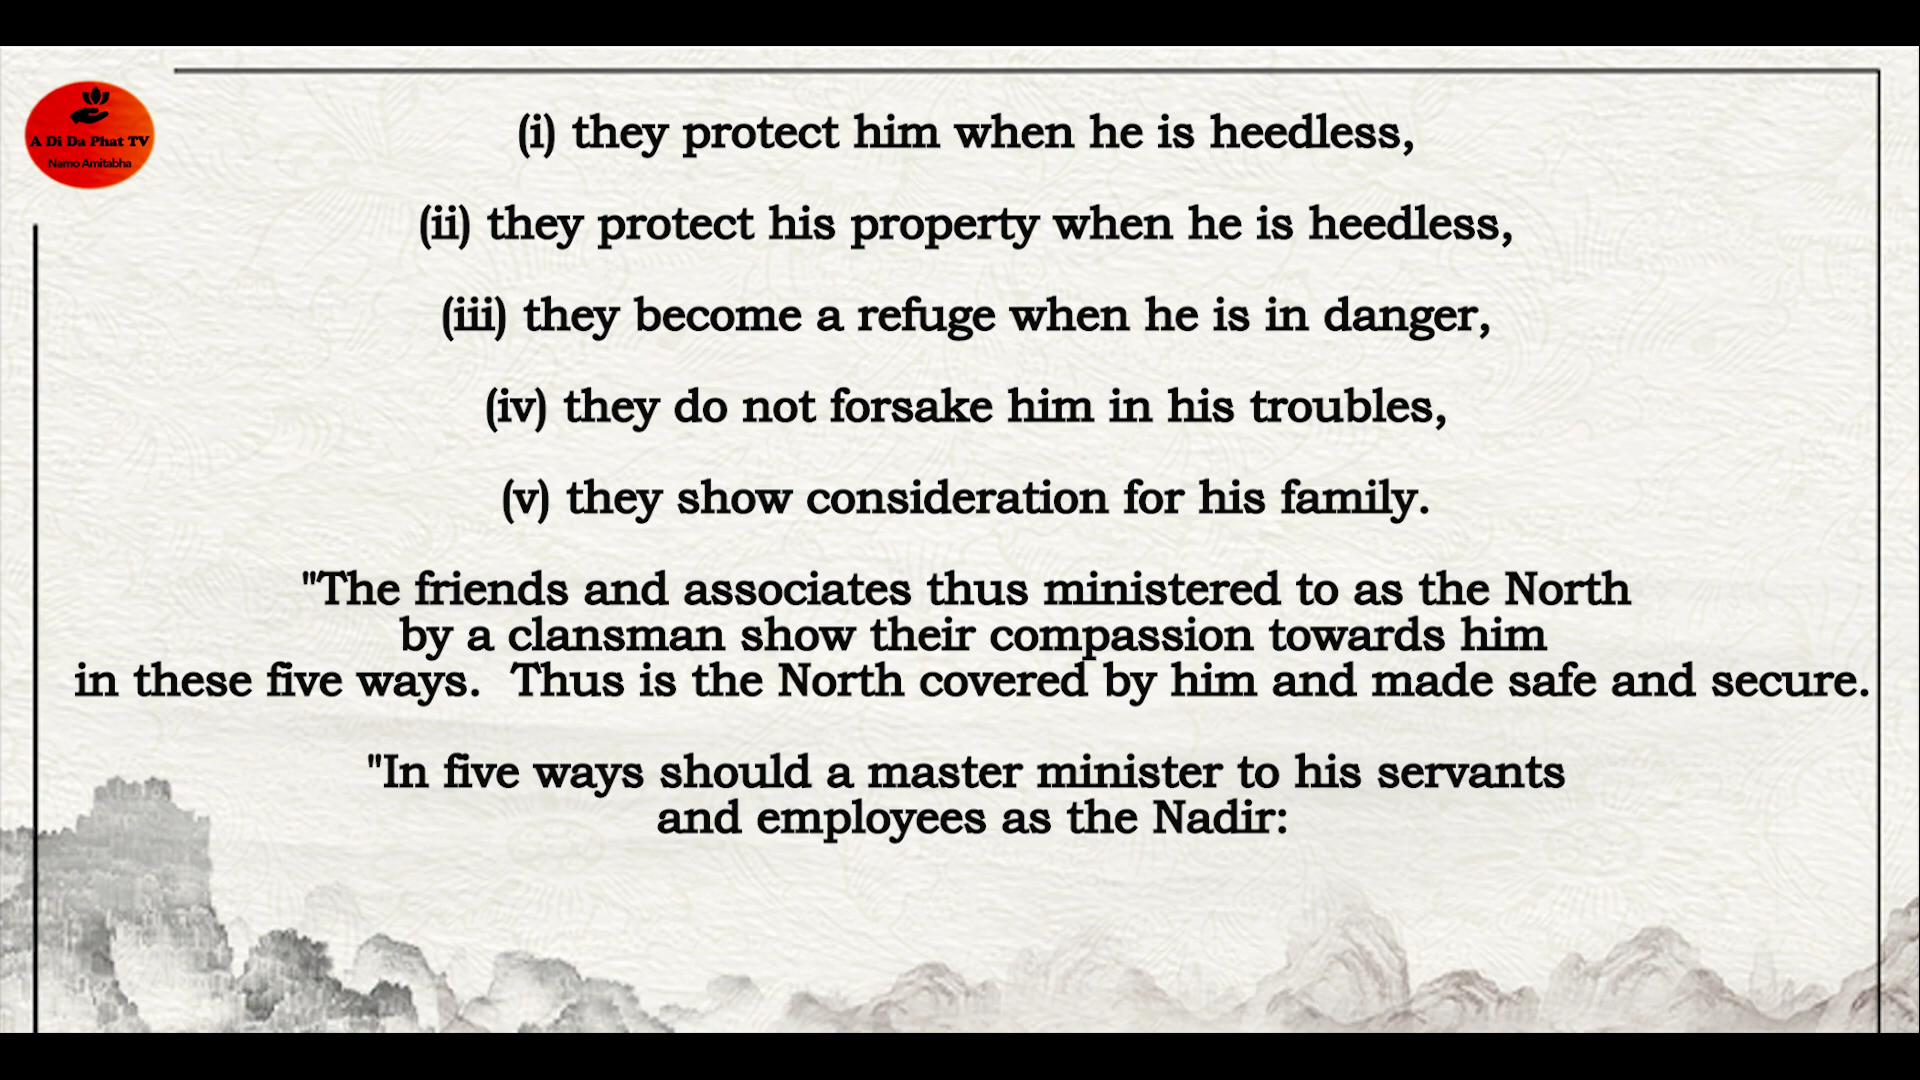 A Di Da Phat TV
Namo Amitabha
(i) they protect him when he is heedless,
(ii) they protect his property when he is heedless,
(iii) they become a refuge when he is in danger,
(iv) they do not forsake him in his troubles,
(v) they show consideration for his family.
"The friends and associates thus ministered to as the North
by a clansman show their compassion towards him
in these five ways.  Thus is the North covered by him and made safe and secure.
"In five ways should a master minister to his servants
and employees as the Nadir: